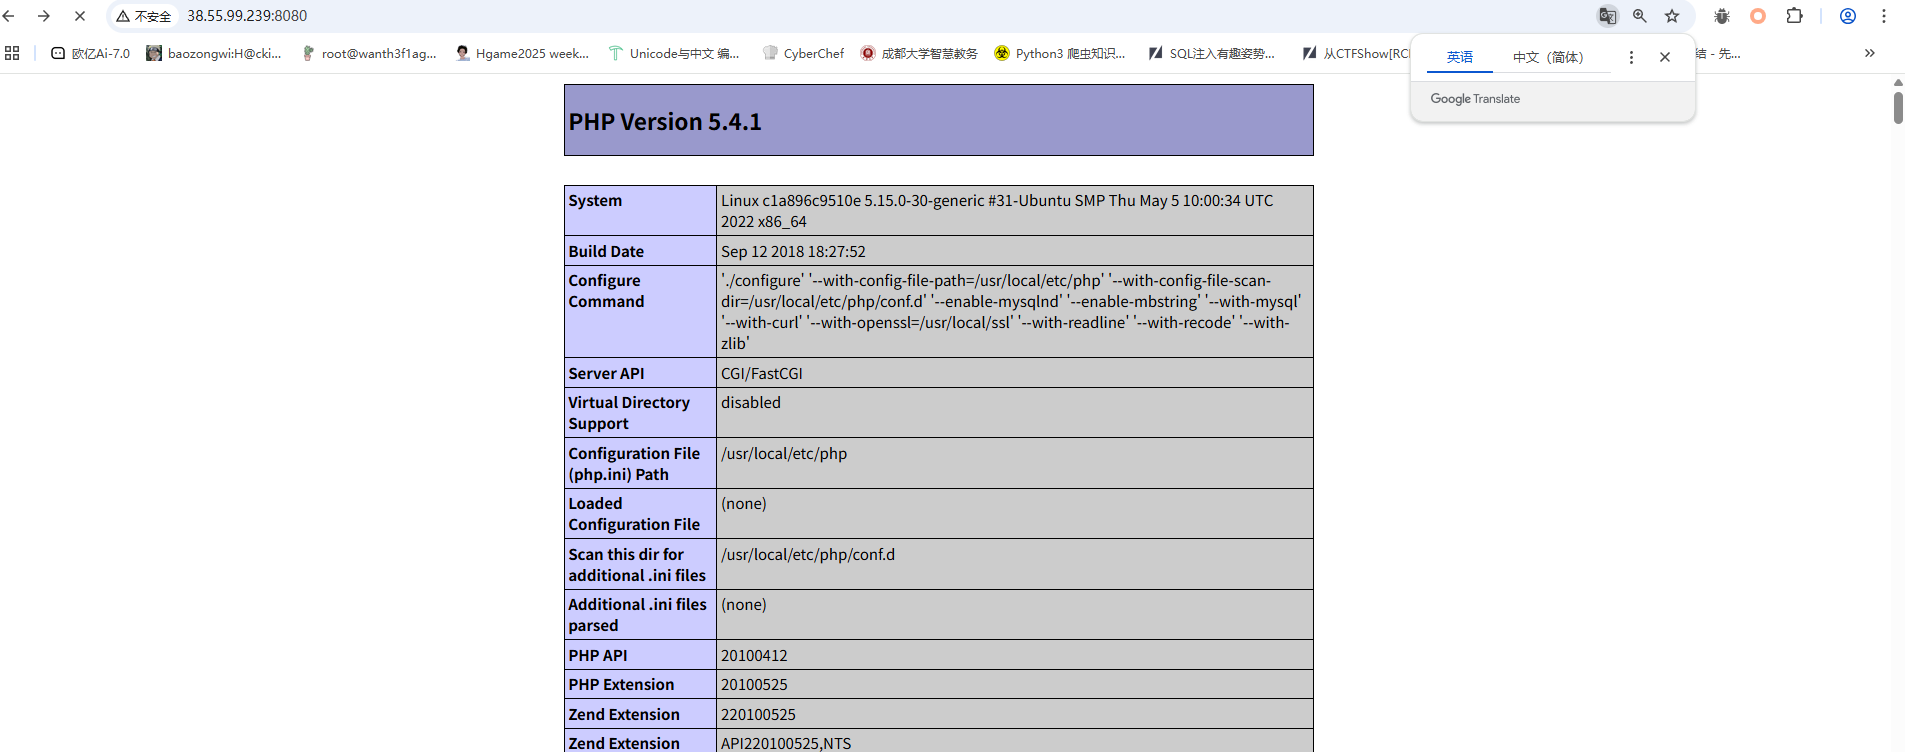 不安全 38.55.99.239:8080
欧亿Ai-7.0 baozongwi:H@cki... root@wanth3f1ag... Hgame2025 week... Unicode与中文 编... CyberChef 成都大学智慧教务 Python3 爬虫知识... SQL注入有趣姿势... 从CTFShow[RC 结 - 先...
英语 中文（简体）
Google Translate
PHP Version 5.4.1
System
Linux c1a896c9510e 5.15.0-30-generic #31-Ubuntu SMP Thu May 5 10:00:34 UTC
2022 x86_64
Build Date
Sep 12 2018 18:27:52
Configure
Command
'./configure' '--with-config-file-path=/usr/local/etc/php' '--with-config-file-scan-
dir=/usr/local/etc/php/conf.d' '--enable-mysqlnd' '--enable-mbstring' '--with-mysql'
'--with-curl' '--with-openssl=/usr/local/ssl' '--with-readline' '--with-recode' '--with-
zlib'
Server API
CGI/FastCGI
Virtual Directory
Support
disabled
Configuration File
(php.ini) Path
/usr/local/etc/php
Loaded
Configuration File
(none)
Scan this dir for
additional .ini files
/usr/local/etc/php/conf.d
Additional .ini files
parsed
(none)
PHP API
20100412
PHP Extension
20100525
Zend Extension
220100525
Zend Extension
API220100525,NTS